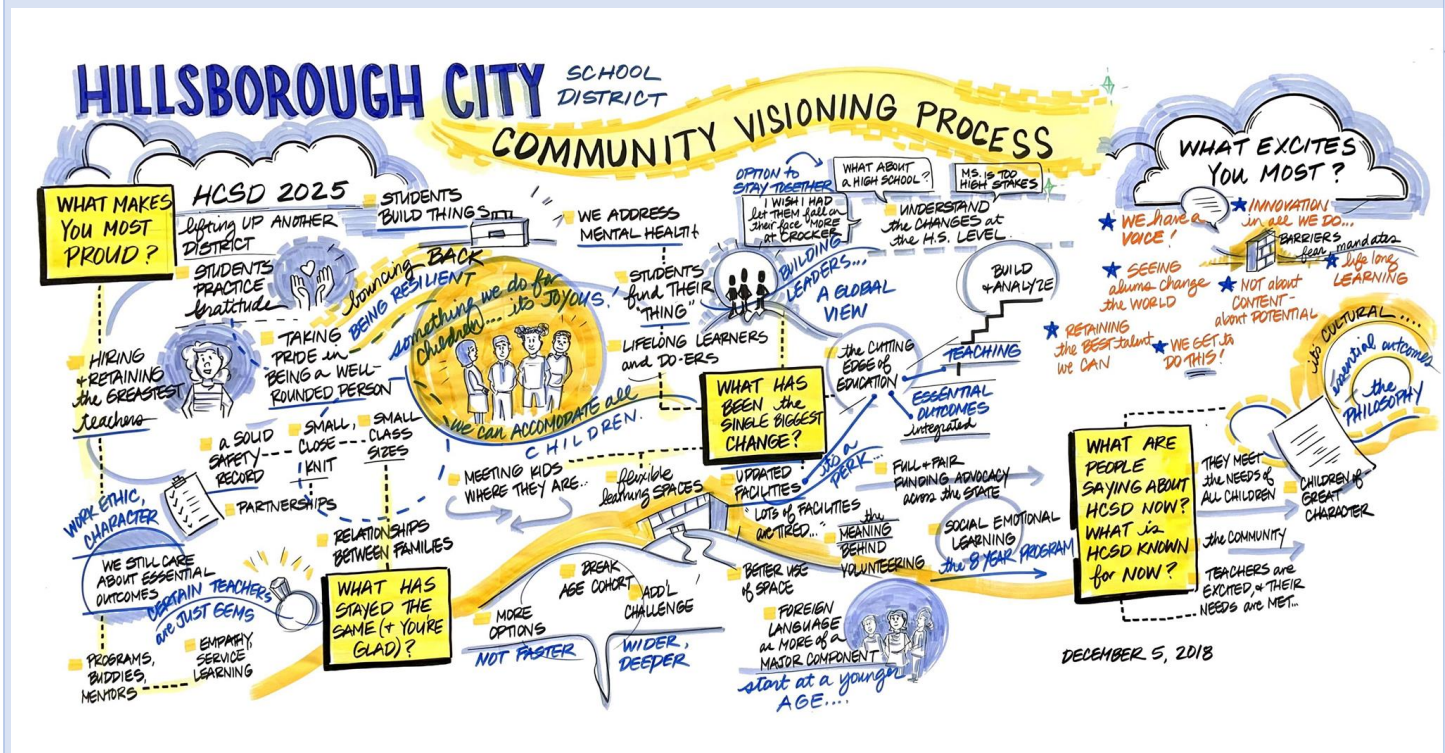 HILLSBOROUGH CITY
SCHOOL
DISTRICT
COMMUNITY VISIONING PROCESS
WHAT MAKES
YOU MOST
PROUD?
HCSD 2025
lifting UP ANOTHER
DISTRICT
STUDENTS
PRACTICE
Gratitude
HIRING
& RETAINING
the GREASTEST
teachers
TAKING
PRIDE in
BEING a WELL-
ROUNDED PERSON
STUDENTS
BUILD THINGS
bouncing BACK
BEING RESILIENT
something we do for
children... its JOYOUS.
we can ACCOMODATE all
CHILDREN.
a SOLID
SAFETY
RECORD
SMALL,
CLOSE
KNIT
SMALL
CLASS
SIZES
PARTNERSHIPS
WORK ETHIC,
CHARACTER
WE STILL CARE
ABOUT ESSENTIAL
OUTCOMES
CERTAIN TEACHERS
are JUST GEMS
RELATIONSHIPS
BETWEEN FAMILIES
PROGRAMS,
BUDDIES,
MENTORS
EMPATHY,
SERVICE
LEARNING
WHAT HAS
STAYED THE
SAME (+ YOU'RE
GLAD)?
WE ADDRESS
MENTAL HEALTH
STUDENTS
find THEIR
"THING"
LIFELONG LEARNERS
and DO-ERS
OPTION to
STAY TOGETHER
WHAT ABOUT
a HIGH SCHOOL?
M.S. IS TOO
HIGH STAKES
I WISH I HAD
let THEM fall on
their face MORE
at CROCKER
UNDERSTAND
the CHANGES at
the H.S. LEVEL
BUILDING
LEADERS...
A GLOBAL
VIEW
BUILD
& ANALYZE
the CUTTING
EDGE of
EDUCATION
TEACHING
ESSENTIAL
OUTCOMES
integrated
WHAT HAS
BEEN the
SINGLE BIGGEST
CHANGE?
MEETING KIDS
WHERE THEY ARE...
flexible
learning SPACES
UPDATED
FACILITIES
it's a
PERK...
"LOTS of FACILITIES
are TIRED..."
FULL & FAIR
FUNDING ADVOCACY
across the STATE
the
MEANING
BEHIND
VOLUNTEERING
SOCIAL EMOTIONAL
LEARNING
the 8 YEAR PROGRAM
BREAK
AGE COHORT
MORE
OPTIONS
NOT FASTER
ADD'L
CHALLENGE
WIDER,
DEEPER
BETTER USE
of SPACE
FOREIGN
LANGUAGE
as MORE of a
MAJOR COMPONENT
start at a younger
AGE....
WHAT EXCITES
YOU MOST?
WE have a
VOICE!
INNOVATION
in all WE DO...
BARRIERS
fear, mandates
SEEING
alums change
the WORLD
life long
LEARNING
NOT about
CONTENT-
about POTENTIAL
RETAINING
the BEST talent
we CAN
WE GET to
DO THIS!
it's CULTURAL....
essential outcomes
the
PHILOSOPHY
WHAT ARE
PEOPLE
SAYING ABOUT
HCSD NOW?
WHAT is
HCSD KNOWN
for NOW?
THEY MEET
the NEEDS of
ALL CHILDREN
CHILDREN of
GREAT
CHARACTER
the COMMUNITY
TEACHERS are
EXCITED, & THEIR
NEEDS are MET...
DECEMBER 5, 2018